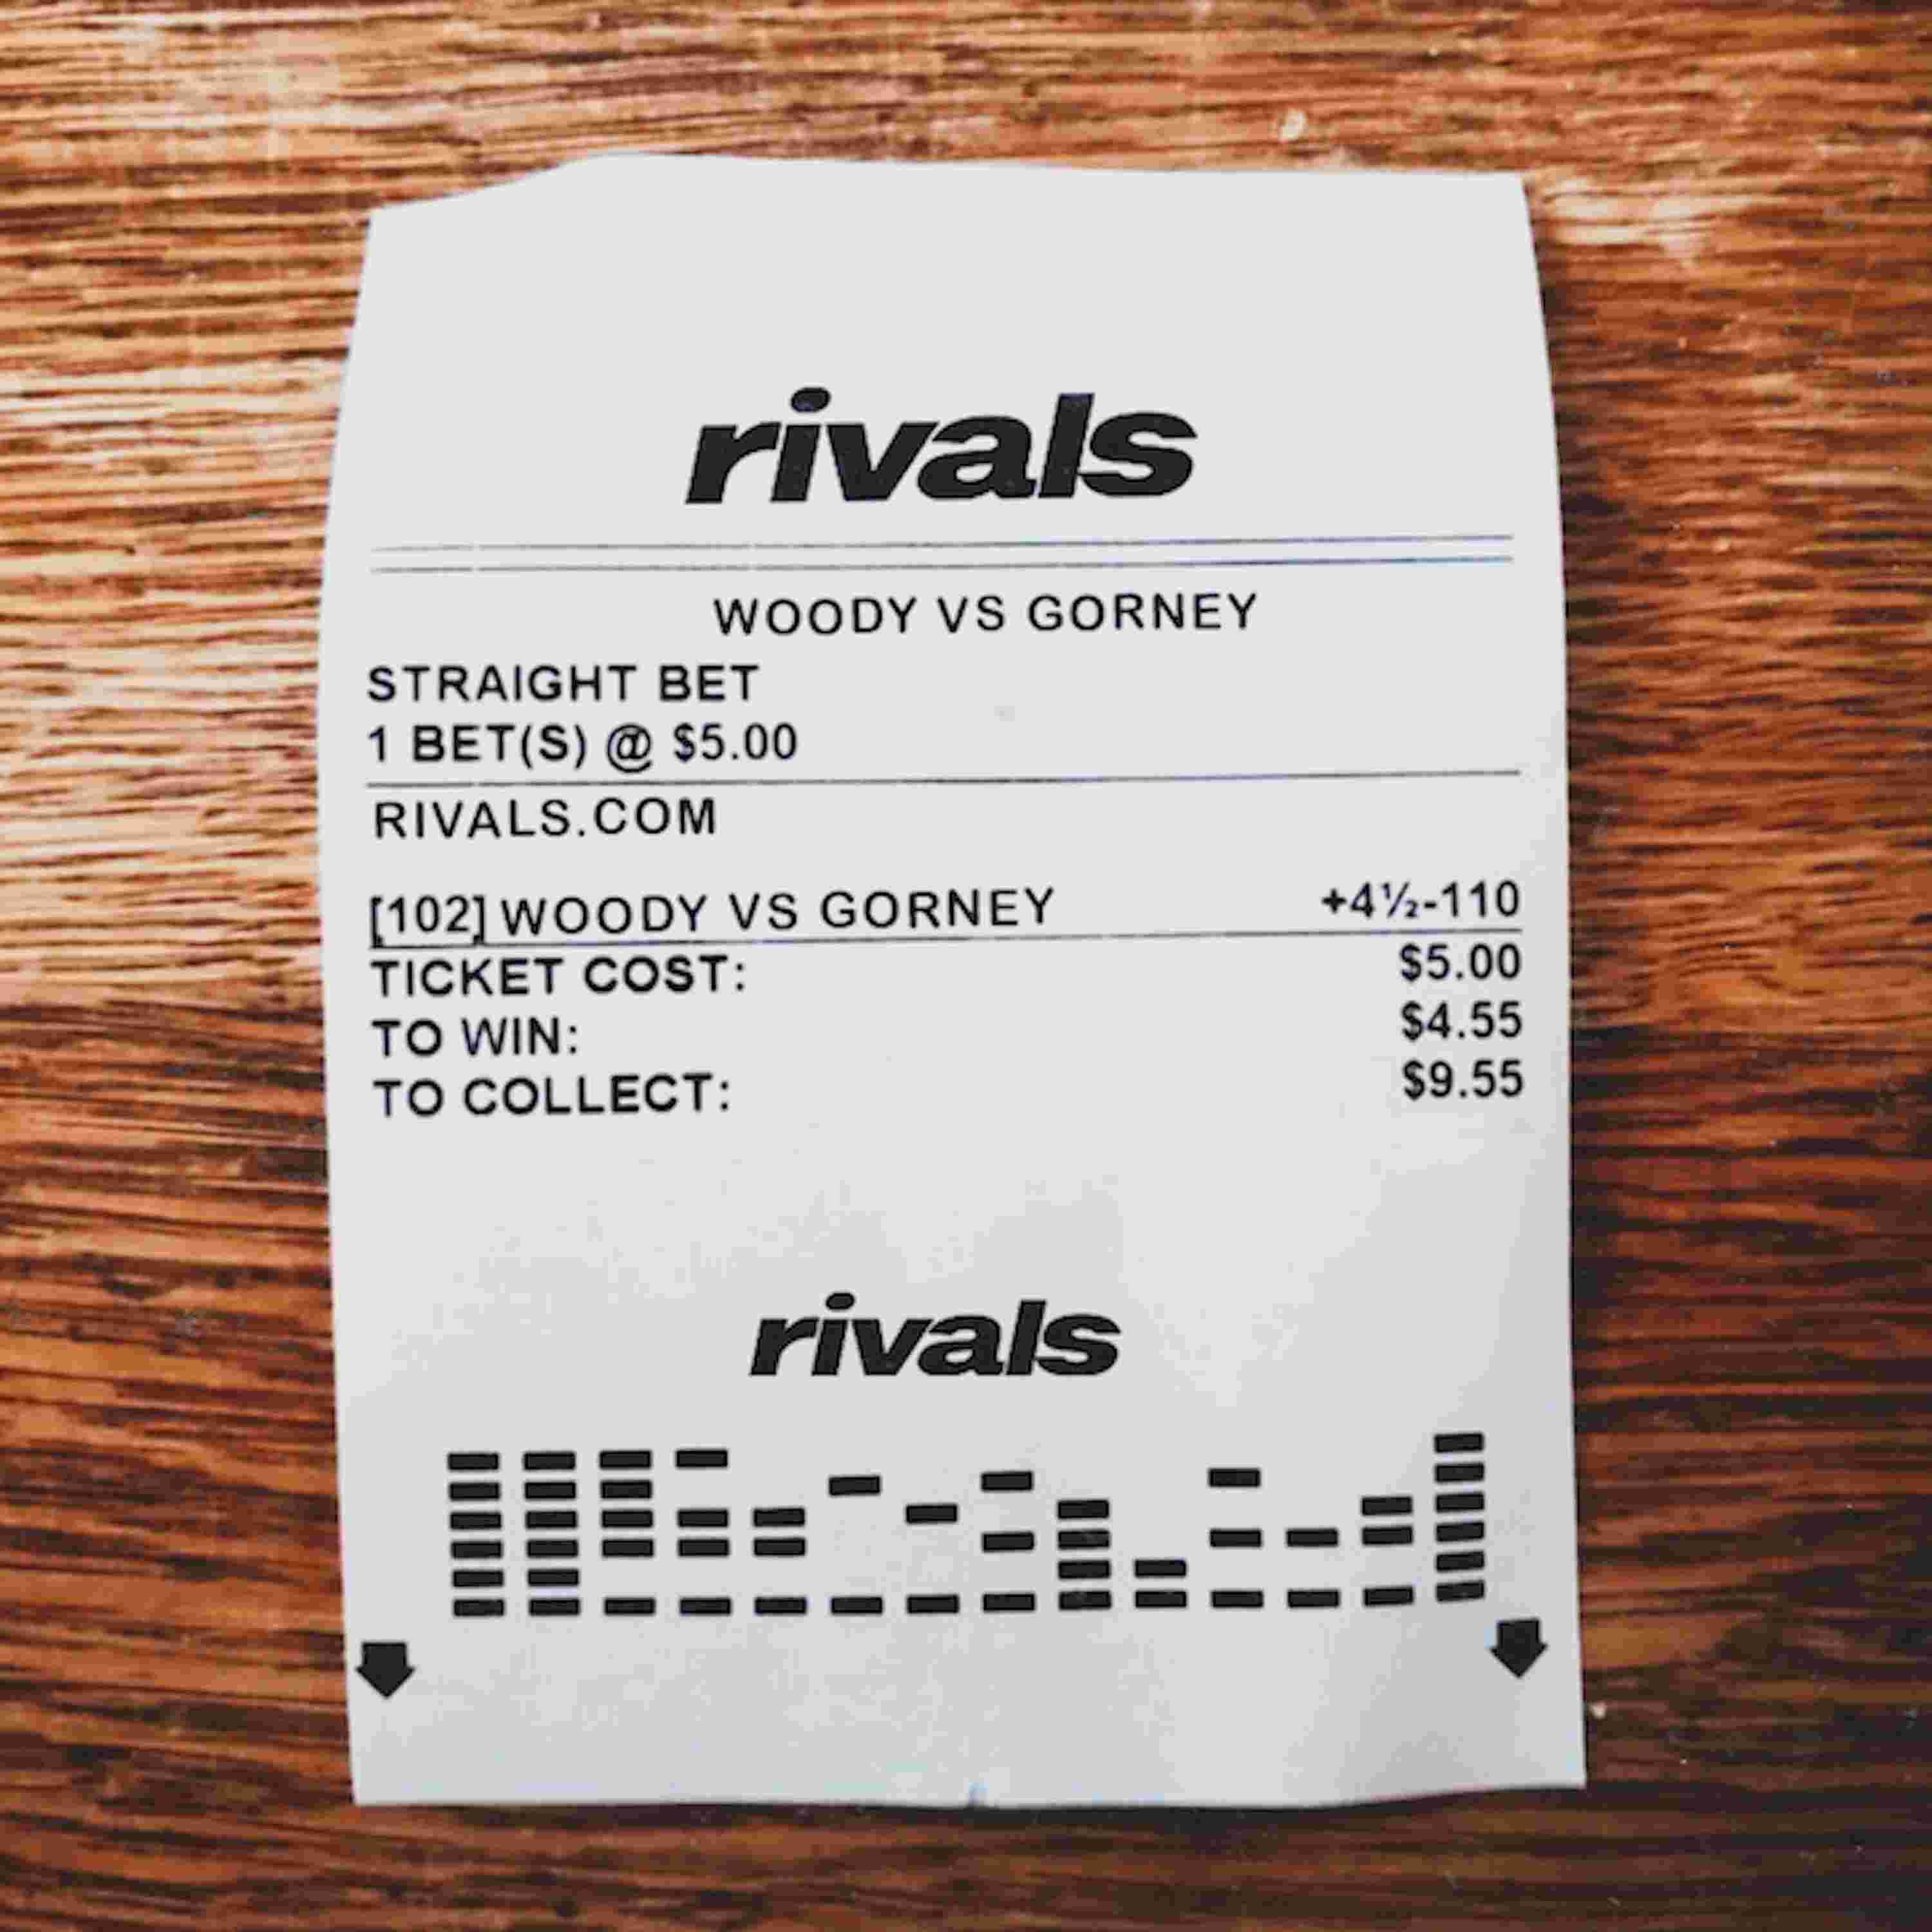 rivals
WOODY VS GORNEY
STRAIGHT BET
1 BET(S) @ $5.00
RIVALS.COM
[102] WOODY VS GORNEY +4½-110
TICKET COST: $5.00
TO WIN: $4.55
TO COLLECT: $9.55
rivals